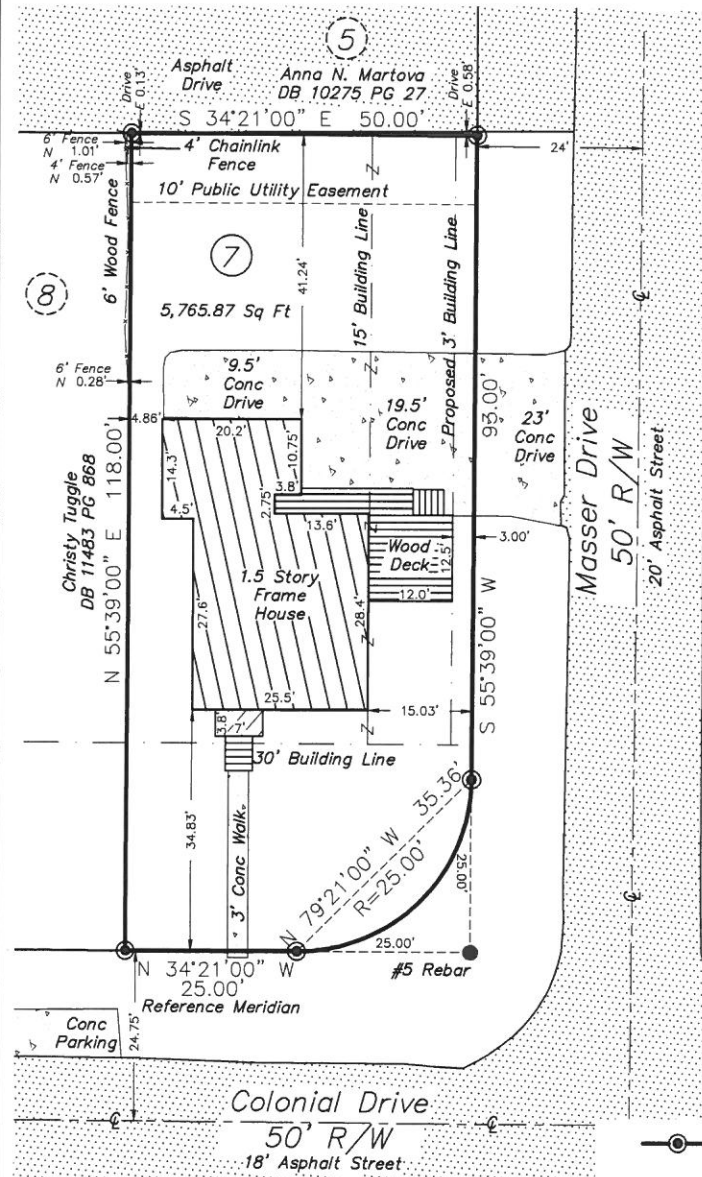 5
Asphalt
Drive
Anna N. Martova
DB 10275 PG 27
Drive
E 0.13'
Drive
E 0.58'
S 34°21'00" E 50.00'
6' Fence
N 1.01'
4' Fence
N 0.57'
4' Chainlink
Fence
24'
10' Public Utility Easement
6' Wood Fence
7
8
5,765.87 Sq Ft
41.24'
15' Building Line
Proposed 3' Building Line
6' Fence
N 0.28'
9.5'
Conc
Drive
19.5'
Conc
Drive
23'
Conc
Drive
93.00'
4.86'
20.2'
10.75'
14.3'
3.8'
2.75'
4.5'
13.6'
Wood
Deck
12.5'
12.0'
3.00'
1.5 Story
Frame
House
27.6'
28.4'
25.5'
15.03'
Christy Tuggle
DB 11483 PG 868
N 55°39'00" E 118.00'
S 55°39'00" W
Masser Drive
50' R/W
20' Asphalt Street
3.8'
7'
30' Building Line
34.83'
3' Conc Walk
N 79°21'00" W 35.36'
R=25.00'
25.00'
25.00'
#5 Rebar
N 34°21'00" W
25.00'
Reference Meridian
Conc
Parking
24.75'
Colonial Drive
50' R/W
18' Asphalt Street